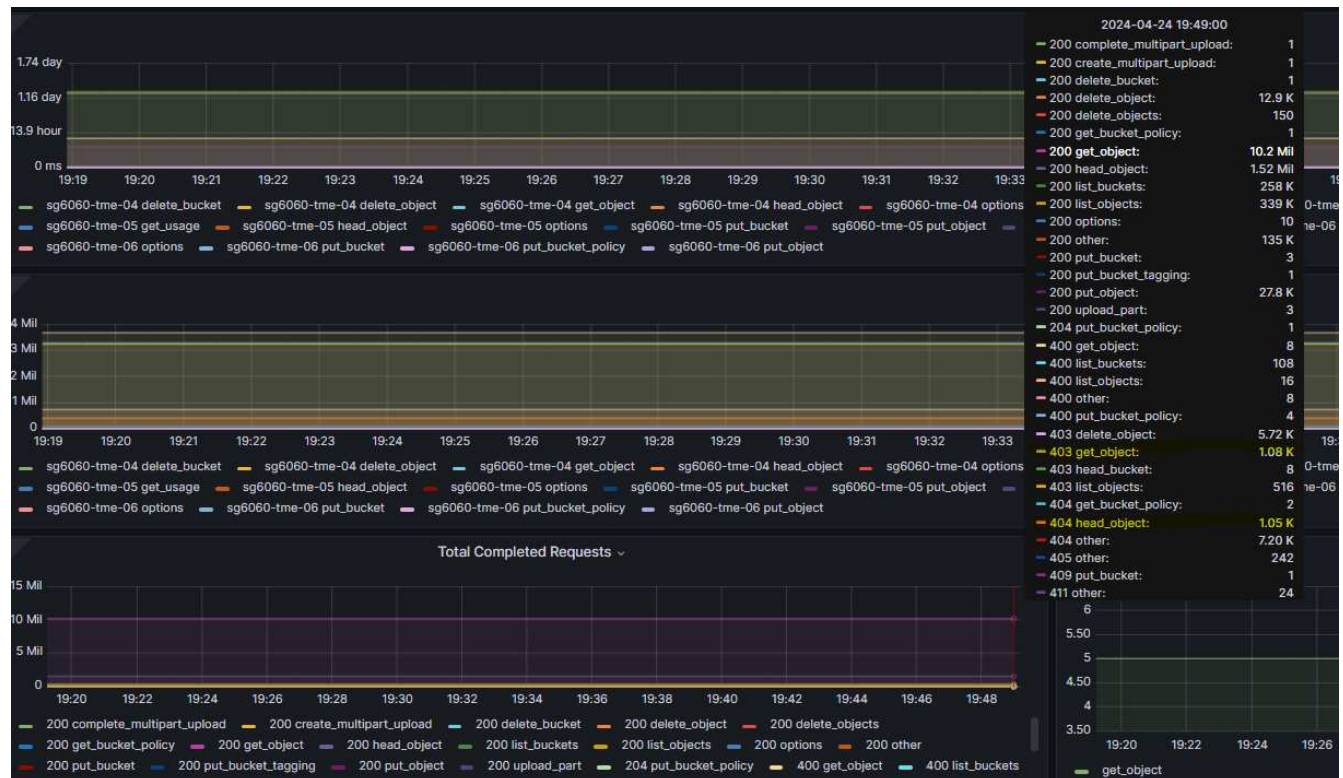 1.74 day
1.16 day
13.9 hour
0 ms
19:19 19:20 19:21 19:22 19:23 19:24 19:25 19:26 19:27 19:28 19:29 19:30 19:31 19:32 19:33
sg6060-tme-04 delete_bucket sg6060-tme-04 delete_object sg6060-tme-04 get_object sg6060-tme-04 head_object sg6060-tme-04 options
sg6060-tme-05 get_usage sg6060-tme-05 head_object sg6060-tme-05 options sg6060-tme-05 put_bucket sg6060-tme-05 put_object
sg6060-tme-06 options sg6060-tme-06 put_bucket sg6060-tme-06 put_bucket_policy sg6060-tme-06 put_object
4 Mil
3 Mil
2 Mil
1 Mil
0
19:19 19:20 19:21 19:22 19:23 19:24 19:25 19:26 19:27 19:28 19:29 19:30 19:31 19:32 19:33
sg6060-tme-04 delete_bucket sg6060-tme-04 delete_object sg6060-tme-04 get_object sg6060-tme-04 head_object sg6060-tme-04 options
sg6060-tme-05 get_usage sg6060-tme-05 head_object sg6060-tme-05 options sg6060-tme-05 put_bucket sg6060-tme-05 put_object
sg6060-tme-06 options sg6060-tme-06 put_bucket sg6060-tme-06 put_bucket_policy sg6060-tme-06 put_object
Total Completed Requests
15 Mil
10 Mil
5 Mil
0
19:20 19:22 19:24 19:26 19:28 19:30 19:32 19:34 19:36 19:38 19:40 19:42 19:44 19:46 19:48
200 complete_multipart_upload 200 create_multipart_upload 200 delete_bucket 200 delete_object 200 delete_objects
200 get_bucket_policy 200 get_object 200 head_object 200 list_buckets 200 list_objects 200 options 200 other
200 put_bucket 200 put_bucket_tagging 200 put_object 200 upload_part 204 put_bucket_policy 400 get_object 400 list_buckets
2024-04-24 19:49:00
200 complete_multipart_upload: 1
200 create_multipart_upload: 1
200 delete_bucket: 1
200 delete_object: 12.9 K
200 delete_objects: 150
200 get_bucket_policy: 1
200 get_object: 10.2 Mil
200 head_object: 1.52 Mil
200 list_buckets: 258 K
200 list_objects: 339 K
200 options: 10
200 other: 135 K
200 put_bucket: 3
200 put_bucket_tagging: 1
200 put_object: 27.8 K
200 upload_part: 3
204 put_bucket_policy: 1
400 get_object: 8
400 list_buckets: 108
400 list_objects: 16
400 other: 8
400 put_bucket_policy: 4
403 delete_object: 5.72 K
403 get_object: 1.08 K
403 head_bucket: 8
403 list_objects: 516
404 get_bucket_policy: 2
404 head_object: 1.05 K
404 other: 7.20 K
405 other: 242
409 put_bucket: 1
411 other: 24
6
5.50
5
4.50
4
3.50
19:20 19:22 19:24 19:26
get_object